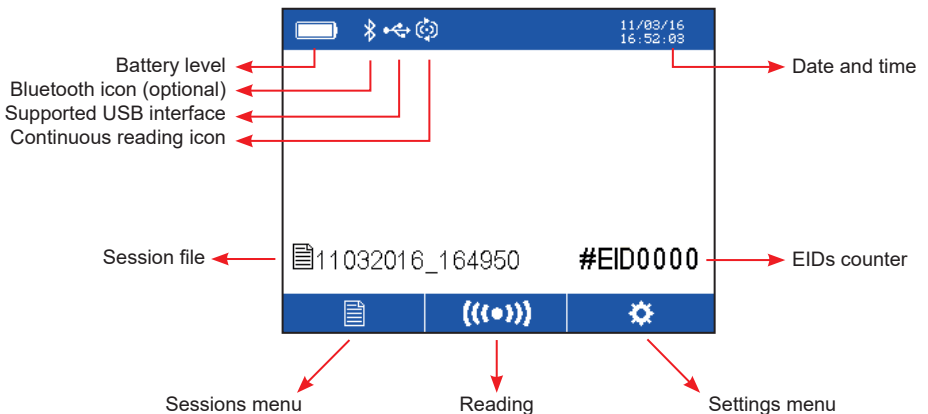 11/03/16
16:52:03
Battery level
Date and time
Bluetooth icon (optional)
Supported USB interface
Continuous reading icon
Session file
11032016_164950
#EID0000
EIDs counter
Sessions menu
Reading
Settings menu